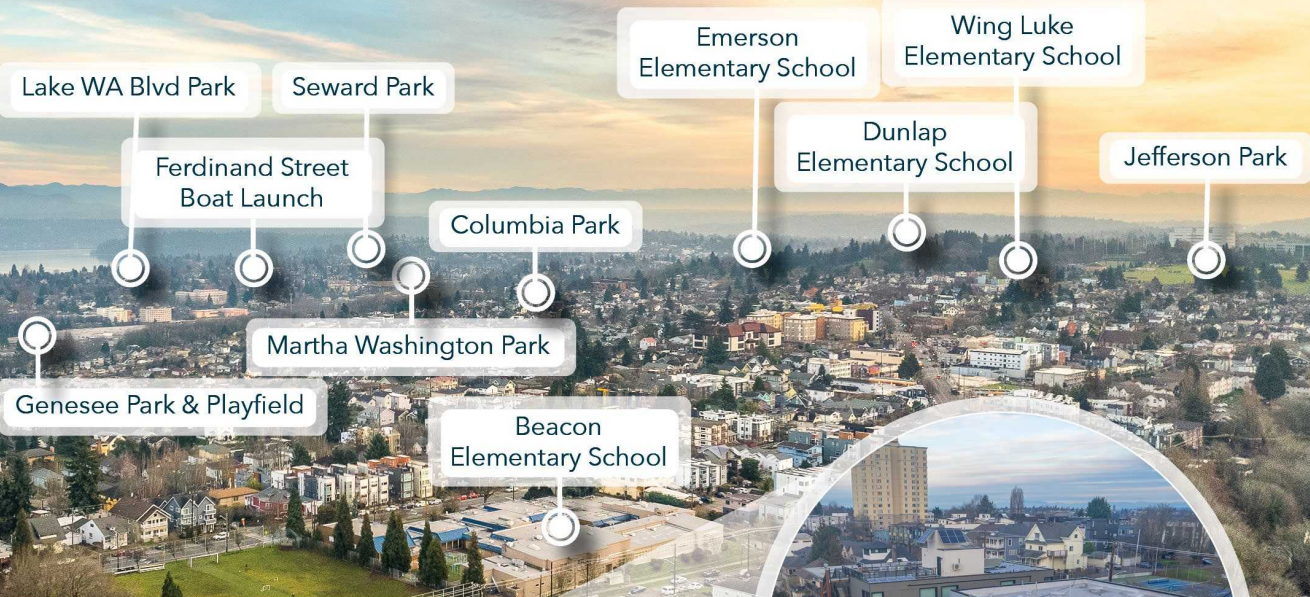 Emerson
Elementary School
Wing Luke
Elementary School
Lake WA Blvd Park
Seward Park
Dunlap
Elementary School
Jefferson Park
Ferdinand Street
Boat Launch
Columbia Park
Martha Washington Park
Genesee Park & Playfield
Beacon
Elementary School